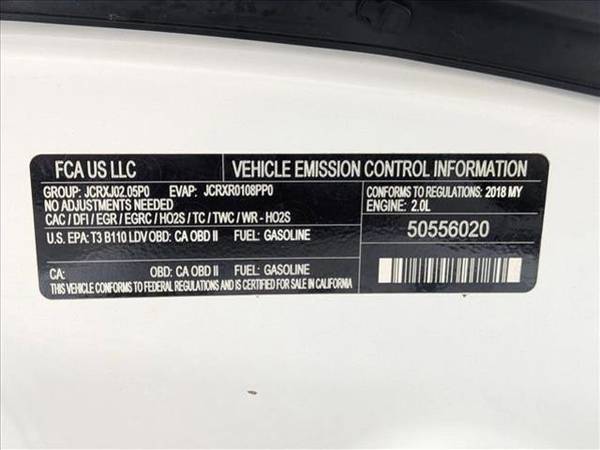 FCA US LLC
VEHICLE EMISSION CONTROL INFORMATION
GROUP: JCRXJ02.05P0 EVAP: JCRXR0108PP0
NO ADJUSTMENTS NEEDED
CAC / DFI / EGR / EGRC / HO2S / TC / TWC / WR - HO2S
CONFORMS TO REGULATIONS: 2018 MY
ENGINE: 2.0L
U.S. EPA: T3 B110 LDV OBD: CA OBD II FUEL: GASOLINE
50556020
CA: OBD: CA OBD II FUEL: GASOLINE
THIS VEHICLE CONFORMS TO FEDERAL REGULATIONS AND IS FOR SALE IN CALIFORNIA